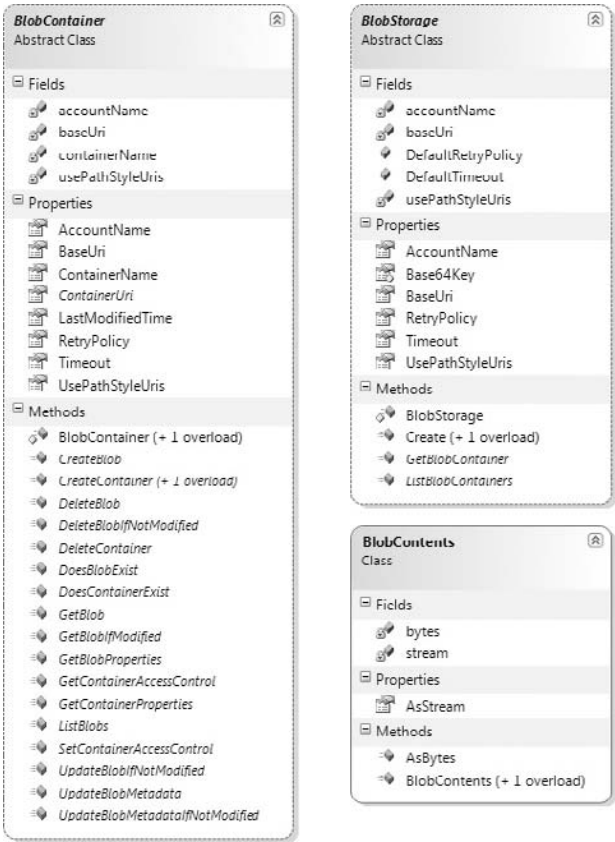 BlobContainer
Abstract Class
Fields
accountName
baseUri
containerName
usePathStyleUris
Properties
AccountName
BaseUri
ContainerName
ContainerUri
LastModifiedTime
RetryPolicy
Timeout
UsePathStyleUris
Methods
BlobContainer (+ 1 overload)
CreateBlob
CreateContainer (+ 1 overload)
DeleteBlob
DeleteBlobIfNotModified
DeleteContainer
DoesBlobExist
DoesContainerExist
GetBlob
GetBlobIfModified
GetBlobProperties
GetContainerAccessControl
GetContainerProperties
ListBlobs
SetContainerAccessControl
UpdateBlobIfNotModified
UpdateBlobMetadata
UpdateBlobMetadataIfNotModified
BlobStorage
Abstract Class
Fields
accountName
baseUri
DefaultRetryPolicy
DefaultTimeout
usePathStyleUris
Properties
AccountName
Base64Key
BaseUri
RetryPolicy
Timeout
UsePathStyleUris
Methods
BlobStorage
Create (+ 1 overload)
GetBlobContainer
ListBlobContainers
BlobContents
Class
Fields
bytes
stream
Properties
AsStream
Methods
AsBytes
BlobContents (+ 1 overload)